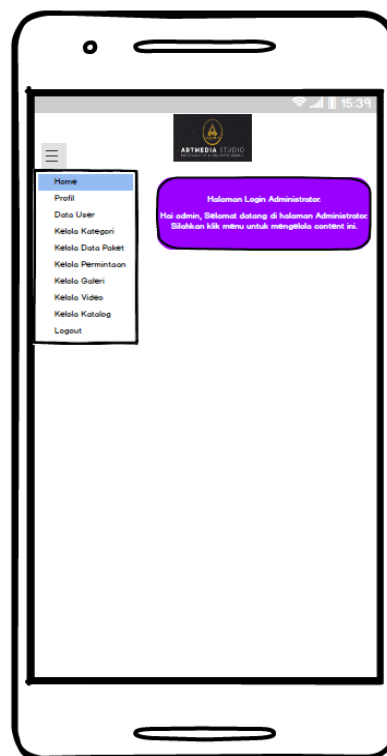 15.39
ARTMEDIA STUDIO
Home
Profil
Data User
Kelola Kategori
Kelola Data Paket
Kelola Permintaan
Kelola Galeri
Kelola Video
Kelola Katalog
Logout
Halaman Login Administrator.
Hai admin, Selamat datang di halaman Administrator.
Silahkan klik menu untuk mengelola content ini.